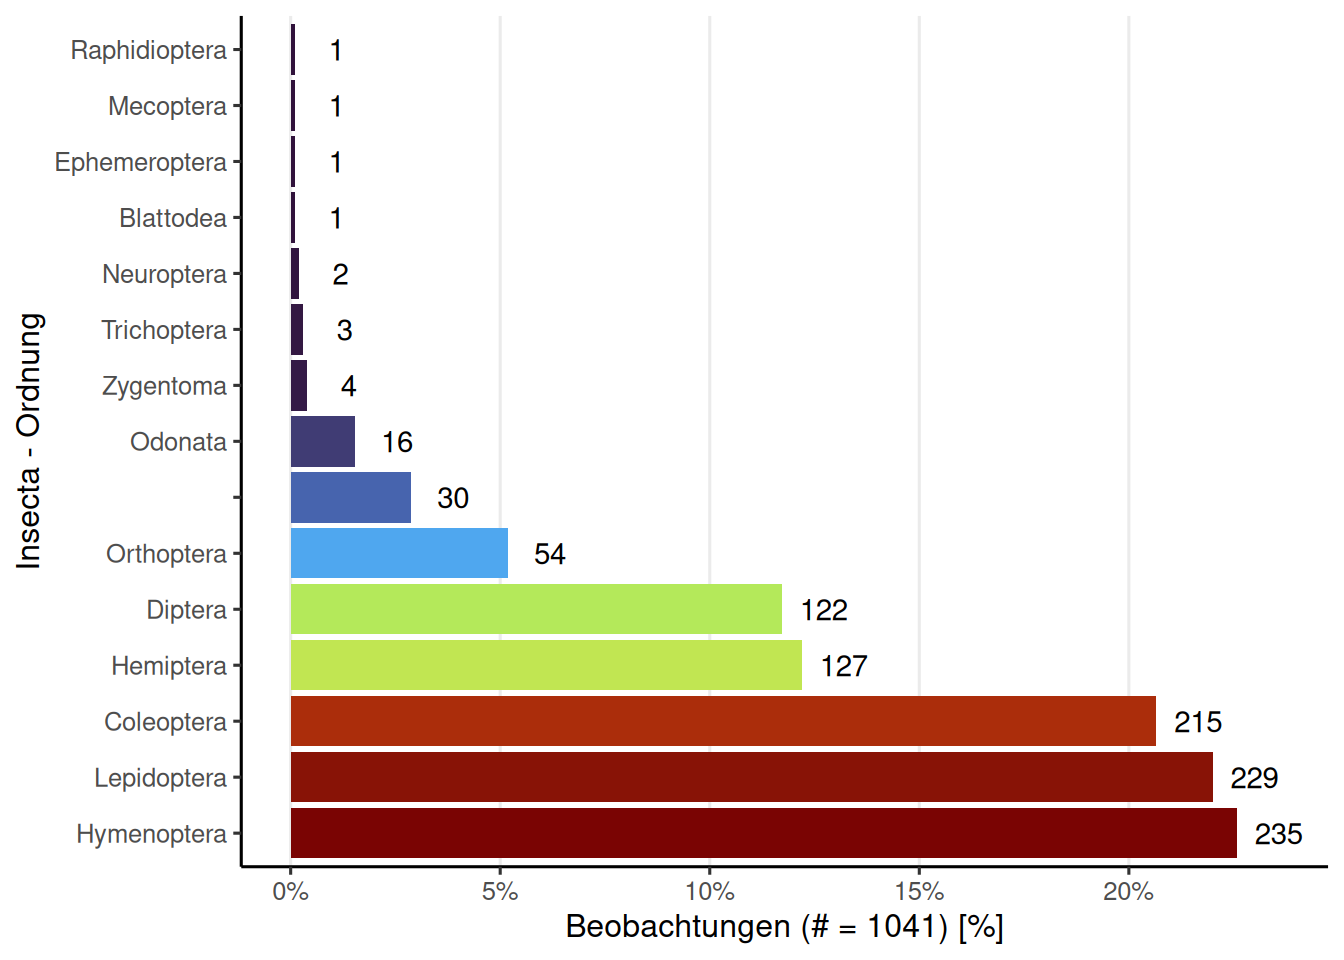 Insecta - Ordnung
Raphidioptera 1
Mecoptera 1
Ephemeroptera 1
Blattodea 1
Neuroptera 2
Trichoptera 3
Zygentoma 4
Odonata 16
30
Orthoptera 54
Diptera 122
Hemiptera 127
Coleoptera 215
Lepidoptera 229
Hymenoptera 235
0% 5% 10% 15% 20%
Beobachtungen (# = 1041) [%]